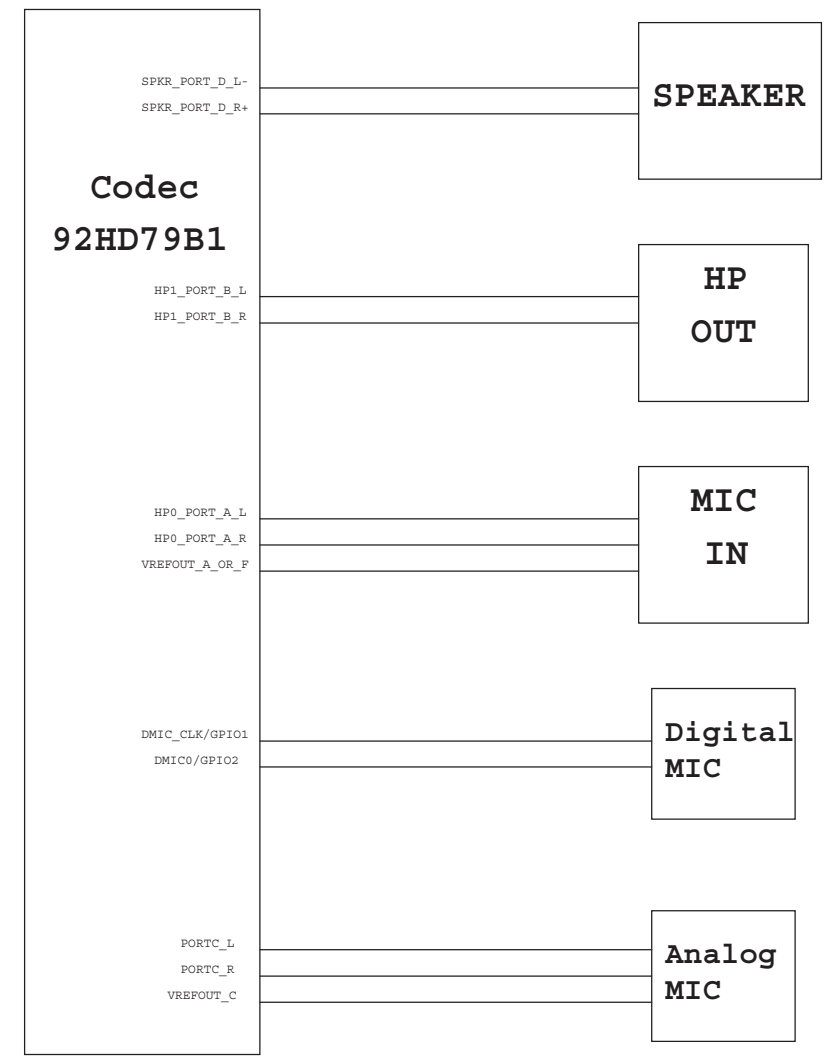 SPKR_PORT_D_L-
SPKR_PORT_D_R+
SPEAKER
Codec
92HD79B1
HP1_PORT_B_L
HP1_PORT_B_R
HP
OUT
HP0_PORT_A_L
HP0_PORT_A_R
VREFOUT_A_OR_F
MIC
IN
DMIC_CLK/GPIO1
DMIC0/GPIO2
Digital
MIC
PORTC_L
PORTC_R
VREFOUT_C
Analog
MIC